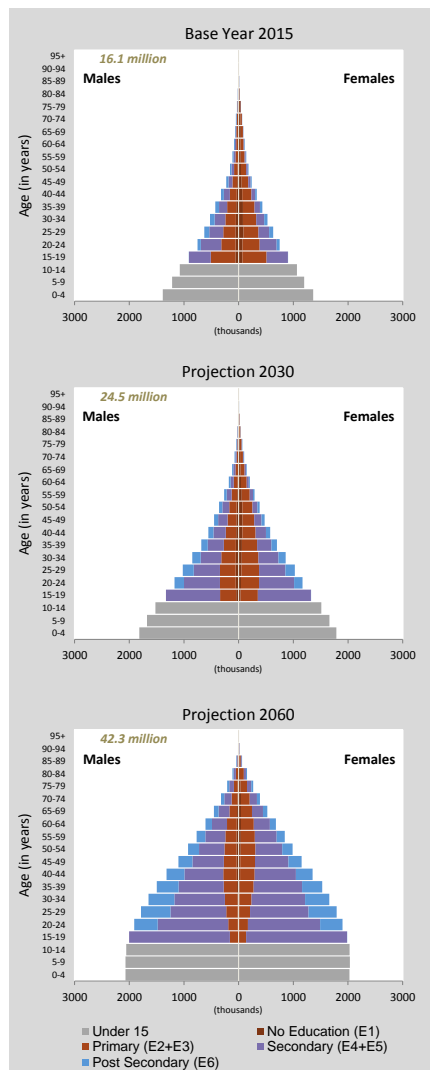 Base Year 2015
16.1 million
Males
Females
Age (in years)
95+
90-94
85-89
80-84
75-79
70-74
65-69
60-64
55-59
50-54
45-49
40-44
35-39
30-34
25-29
20-24
15-19
10-14
5-9
0-4
3000 2000 1000 0 1000 2000 3000
(thousands)
Projection 2030
24.5 million
Males
Females
Age (in years)
95+
90-94
85-89
80-84
75-79
70-74
65-69
60-64
55-59
50-54
45-49
40-44
35-39
30-34
25-29
20-24
15-19
10-14
5-9
0-4
3000 2000 1000 0 1000 2000 3000
(thousands)
Projection 2060
42.3 million
Males
Females
Age (in years)
95+
90-94
85-89
80-84
75-79
70-74
65-69
60-64
55-59
50-54
45-49
40-44
35-39
30-34
25-29
20-24
15-19
10-14
5-9
0-4
3000 2000 1000 0 1000 2000 3000
(thousands)
Under 15 No Education (E1)
Primary (E2+E3) Secondary (E4+E5)
Post Secondary (E6)